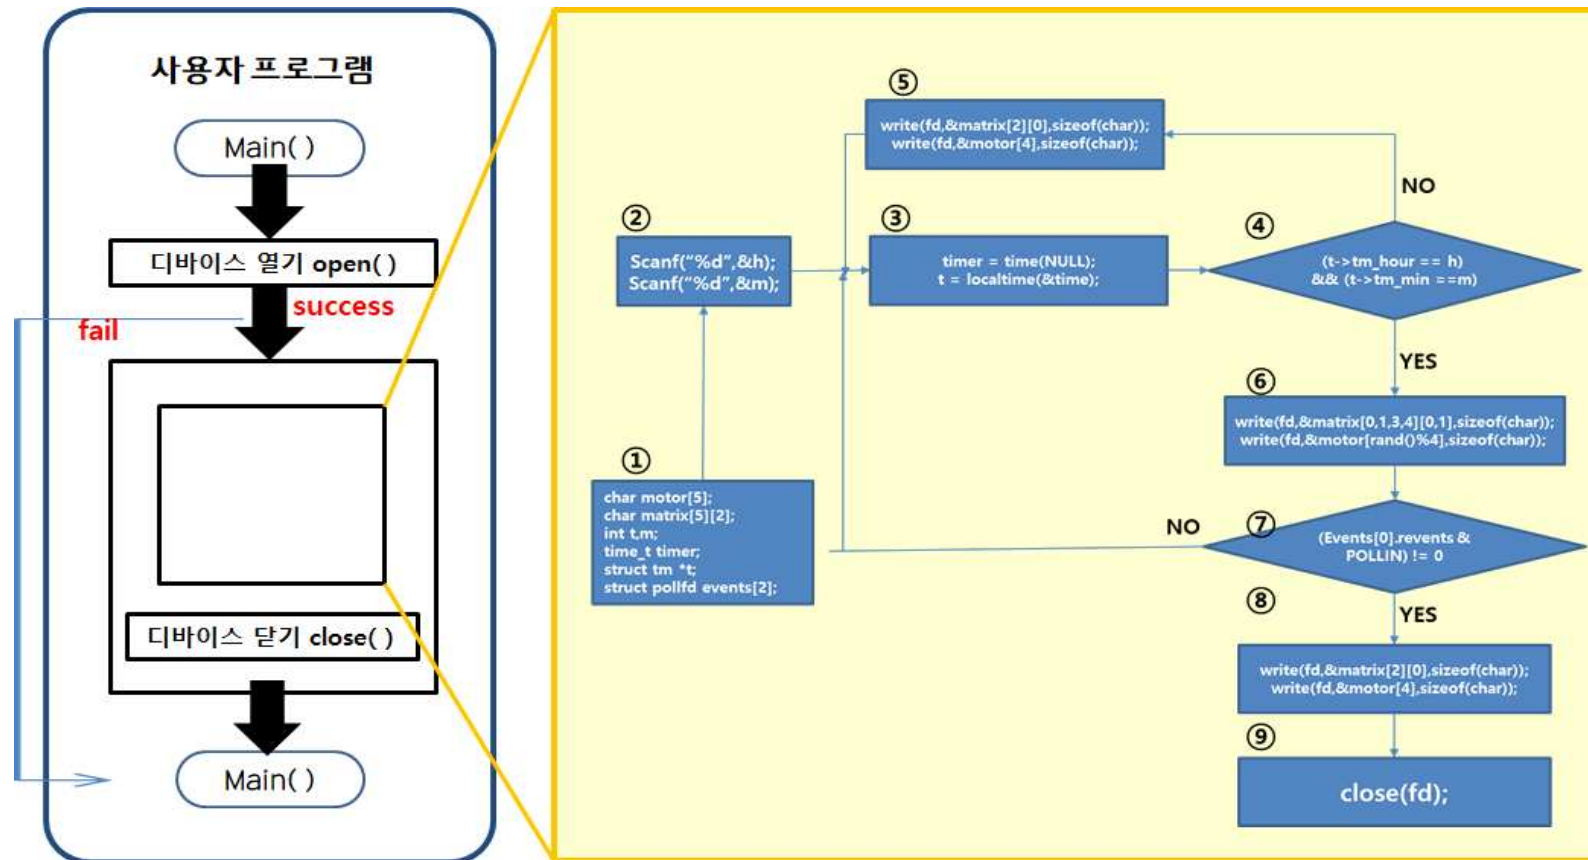 사용자 프로그램
Main( )
디바이스 열기 open( )
success
fail
디바이스 닫기 close( )
Main( )
①
char motor[5];
char matrix[5][2];
int t,m;
time_t timer;
struct tm *t;
struct pollfd events[2];
②
Scanf("%d",&h);
Scanf("%d",&m);
③
timer = time(NULL);
t = localtime(&time);
④
(t->tm_hour == h)
&& (t->tm_min ==m)
NO
YES
⑤
write(fd,&matrix[2][0],sizeof(char));
write(fd,&motor[4],sizeof(char));
⑥
write(fd,&matrix[0,1,3,4][0,1],sizeof(char));
write(fd,&motor[rand()%4],sizeof(char));
⑦
(Events[0].revents &
POLLIN) != 0
NO
YES
⑧
write(fd,&matrix[2][0],sizeof(char));
write(fd,&motor[4],sizeof(char));
⑨
close(fd);